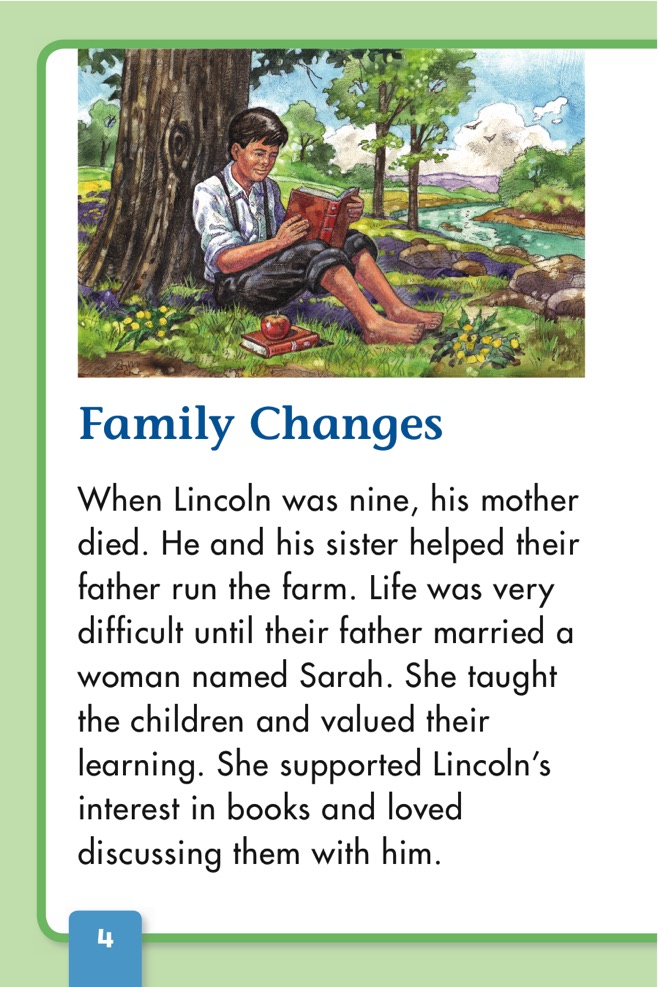 Family Changes
When Lincoln was nine, his mother
died. He and his sister helped their
father run the farm. Life was very
difficult until their father married a
woman named Sarah. She taught
the children and valued their
learning. She supported Lincoln’s
interest in books and loved
discussing them with him.
4